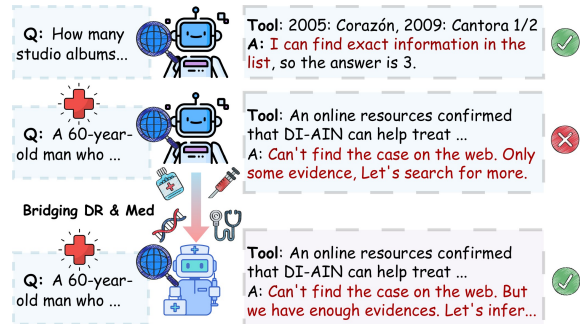 Q: How many
studio albums...
Tool: 2005: Corazón, 2009: Cantora 1/2
A: I can find exact information in the
list, so the answer is 3.
Q: A 60-year-
old man who ...
Tool: An online resources confirmed
that DI-AIN can help treat ...
A: Can't find the case on the web. Only
some evidence, Let's search for more.
Bridging DR & Med
Q: A 60-year-
old man who ...
Tool: An online resources confirmed
that DI-AIN can help treat ...
A: Can't find the case on the web. But
we have enough evidences. Let's infer...